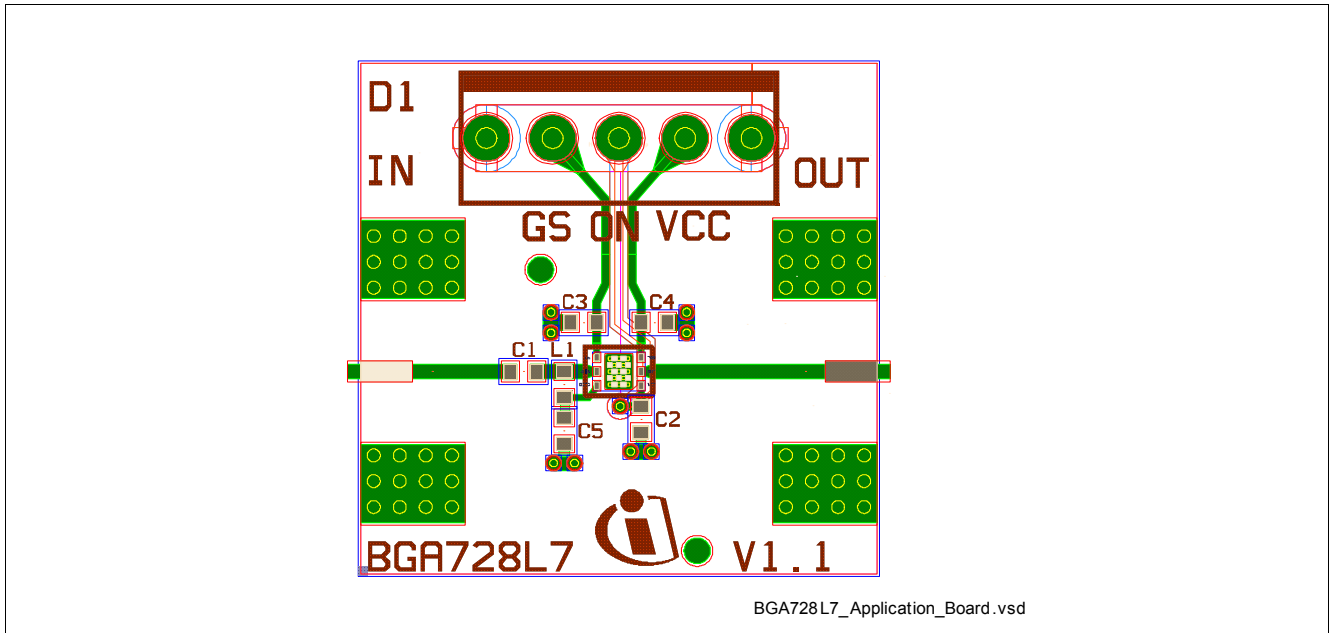 D1
IN
OUT
GS ON VCC
C3
C4
C1
L1
C5
C2
BGA728L7
V1.1
BGA728L7_Application_Board.vsd